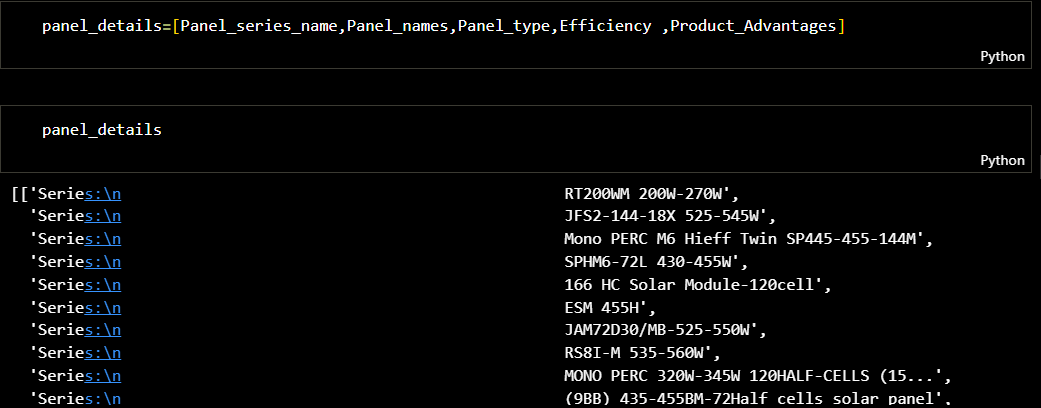 panel_details=[Panel_series_name,Panel_names,Panel_type,Efficiency ,Product_Advantages]
Python
panel_details
Python
[['Series:\n RT200WM 200W-270W',
'Series:\n JFS2-144-18X 525-545W',
'Series:\n Mono PERC M6 Hieff Twin SP445-455-144M',
'Series:\n SPHM6-72L 430-455W',
'Series:\n 166 HC Solar Module-120cell',
'Series:\n ESM 455H',
'Series:\n JAM72D30/MB-525-550W',
'Series:\n RS8I-M 535-560W',
'Series:\n MONO PERC 320W-345W 120HALF-CELLS (15...',
'Series:\n (9BB) 435-455BM-72Half cells solar panel',